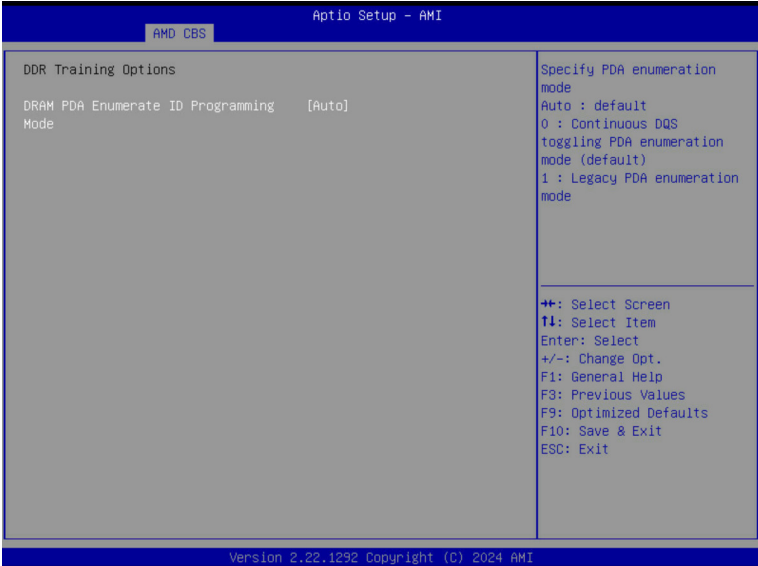 Aptio Setup – AMI
AMD CBS
DDR Training Options
DRAM PDA Enumerate ID Programming [Auto]
Mode
Specify PDA enumeration
mode
Auto : default
0 : Continuous DQS
toggling PDA enumeration
mode (default)
1 : Legacy PDA enumeration
mode
→←: Select Screen
↑↓: Select Item
Enter: Select
+/-: Change Opt.
F1: General Help
F3: Previous Values
F9: Optimized Defaults
F10: Save & Exit
ESC: Exit
Version 2.22.1292 Copyright (C) 2024 AMI